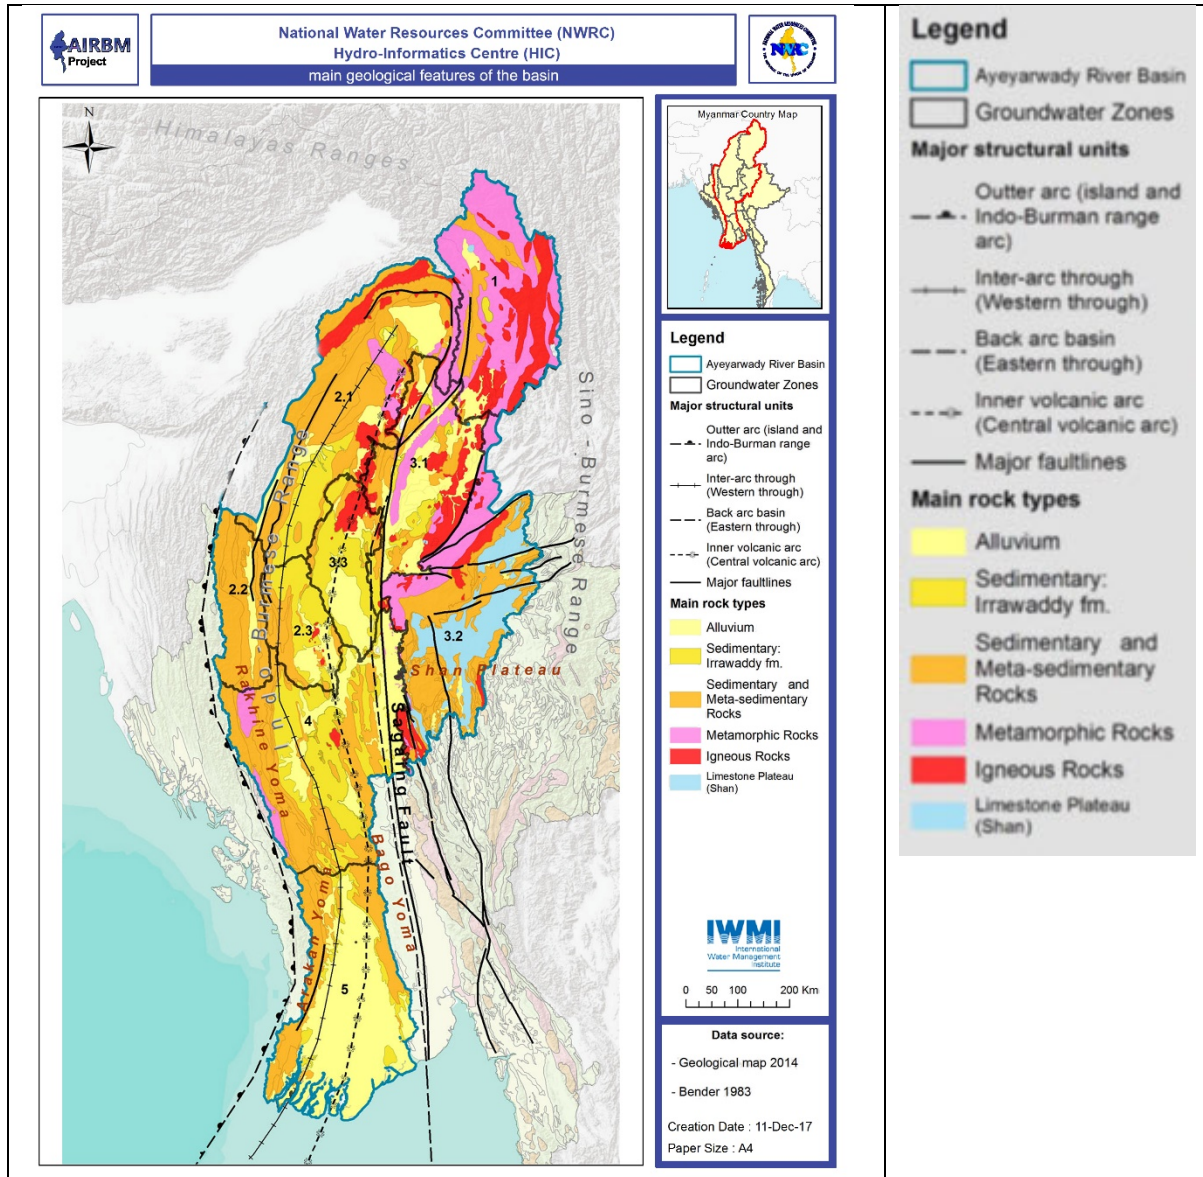 AIRBM
Project
National Water Resources Committee (NWRC)
Hydro-Informatics Centre (HIC)
main geological features of the basin
NWRC
N
Himalayas Ranges
Sino-Burmese Range
Indo-Burmese Range
Rakhine Yoma
Arakan Yoma
Bago Yoma
Sagaing Fault
Shan Plateau
1
2.1
3.1
2.2
3.3
2.3
3.2
4
5
Myanmar Country Map
Legend
Ayeyarwady River Basin
Groundwater Zones
Major structural units
Outter arc (island and
Indo-Burman range
arc)
Inter-arc through
(Western through)
Back arc basin
(Eastern through)
Inner volcanic arc
(Central volcanic arc)
Major faultlines
Main rock types
Alluvium
Sedimentary:
Irrawaddy fm.
Sedimentary and
Meta-sedimentary
Rocks
Metamorphic Rocks
Igneous Rocks
Limestone Plateau
(Shan)
IWMI
International
Water Management
Institute
0 50 100 200 Km
Data source:
- Geological map 2014
- Bender 1983
Creation Date : 11-Dec-17
Paper Size : A4
Legend
Ayeyarwady River Basin
Groundwater Zones
Major structural units
Outter arc (island and
Indo-Burman range
arc)
Inter-arc through
(Western through)
Back arc basin
(Eastern through)
Inner volcanic arc
(Central volcanic arc)
Major faultlines
Main rock types
Alluvium
Sedimentary:
Irrawaddy fm.
Sedimentary and
Meta-sedimentary
Rocks
Metamorphic Rocks
Igneous Rocks
Limestone Plateau
(Shan)